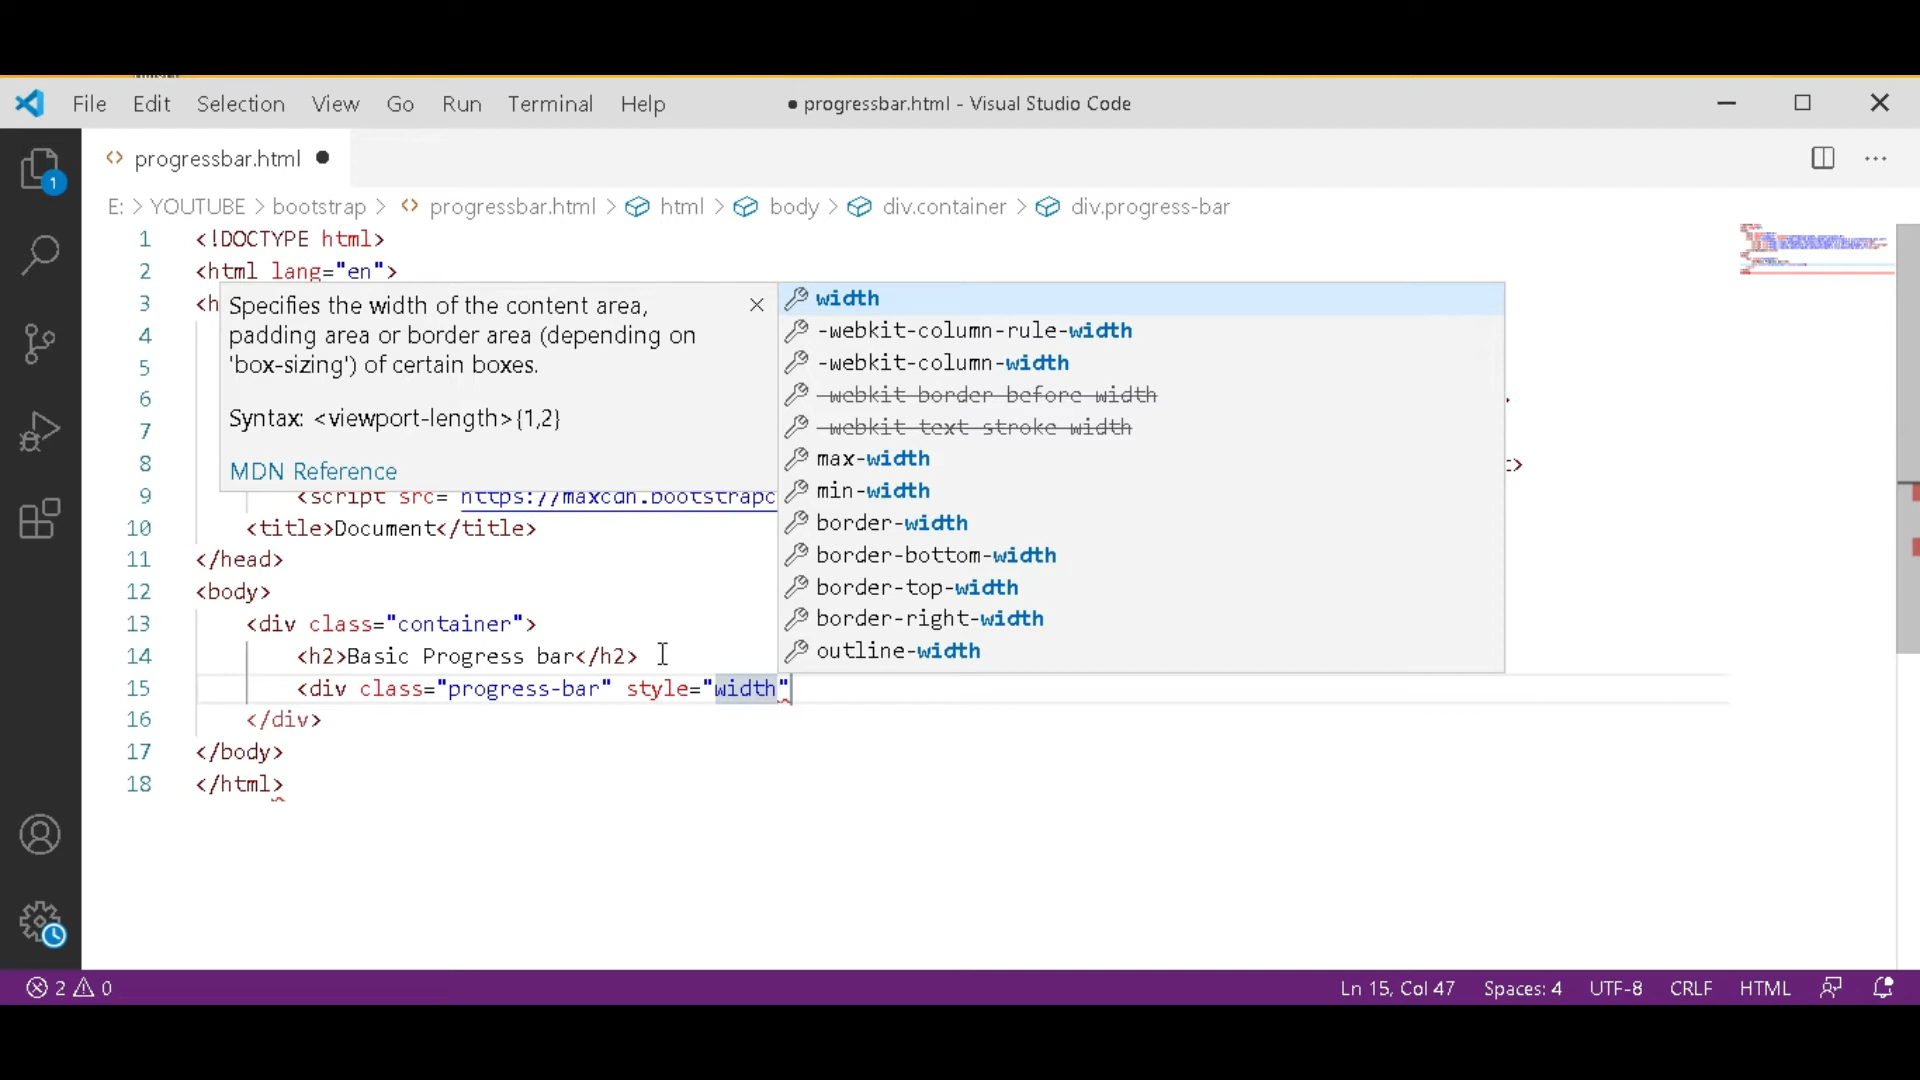 File Edit Selection View Go Run Terminal Help ● progressbar.html - Visual Studio Code
progressbar.html ●
E: > YOUTUBE > bootstrap > progressbar.html > html > body > div.container > div.progress-bar
1 <!DOCTYPE html>
2 <html lang="en">
3 <h
4
5
6
7
8
9 <script src="https://maxcdn.bootstrapc
10 <title>Document</title>
11 </head>
12 <body>
13 <div class="container">
14 <h2>Basic Progress bar</h2>
15 <div class="progress-bar" style="width"
16 </div>
17 </body>
18 </html>
Specifies the width of the content area,
padding area or border area (depending on
'box-sizing') of certain boxes.
Syntax: <viewport-length>{1,2}
MDN Reference
width
-webkit-column-rule-width
-webkit-column-width
-webkit-border-before-width
-webkit-text-stroke-width
max-width
min-width
border-width
border-bottom-width
border-top-width
border-right-width
outline-width
1
2 0 Ln 15, Col 47 Spaces: 4 UTF-8 CRLF HTML